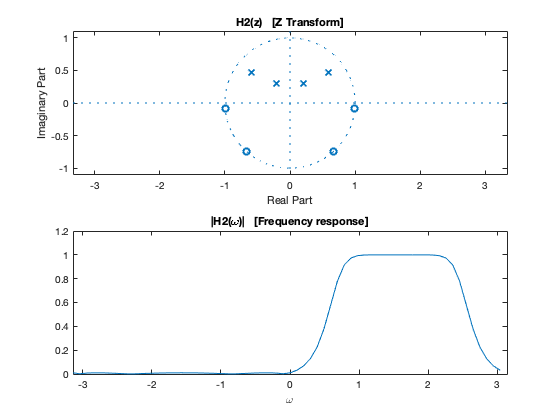 H2(z) [Z Transform]
1
0.5
0
-0.5
-1
Imaginary Part
-3 -2 -1 0 1 2 3
Real Part
|H2(ω)| [Frequency response]
1.2
1
0.8
0.6
0.4
0.2
0
-3 -2 -1 0 1 2 3
ω